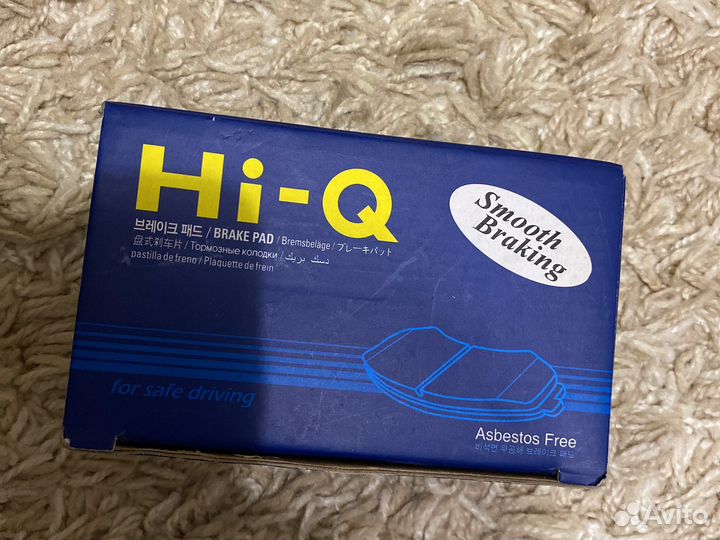 Hi-Q
브레이크 패드 / BRAKE PAD / Bremsbeläge / ブレーキパット
盘式刹车片 / Тормозные колодки / دسك بريك
pastilla de freno / Plaquette de frein
Smooth
Braking
for safe driving
Asbestos Free
비석면 무공해 브레이크 패드
Avito